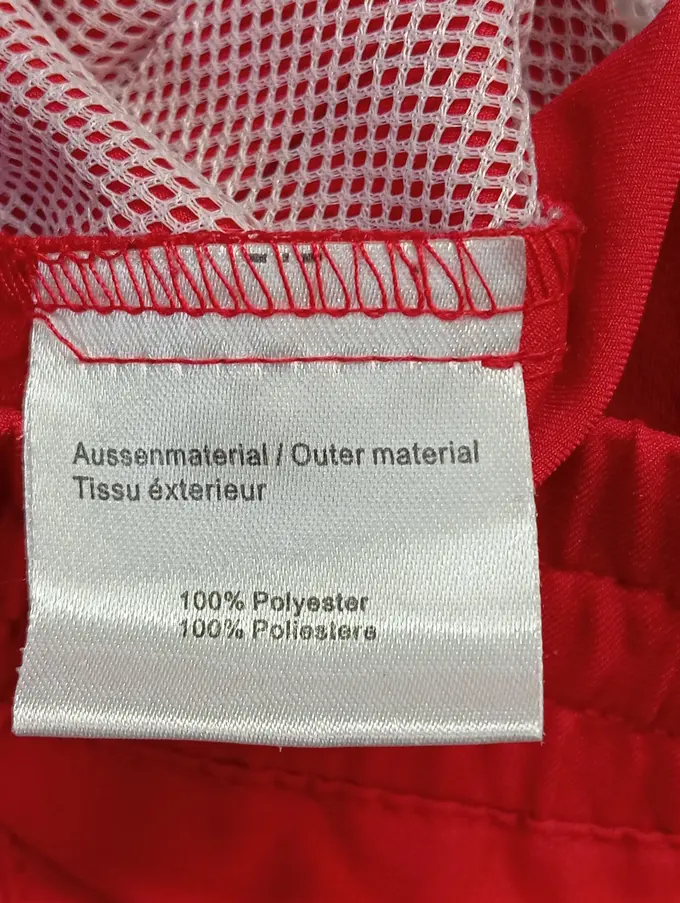 Aussenmaterial / Outer material
Tissu éxterieur
100% Polyester
100% Poliestere